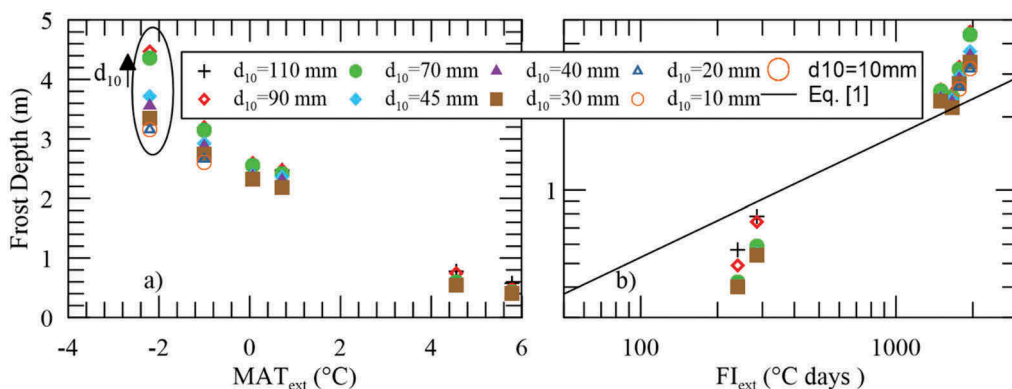 5
4
3
2
1
0
Frost Depth (m)
d10
a)
-4
-2
0
2
4
6
MAText (°C)
d10=110 mm
d10=70 mm
d10=40 mm
d10=20 mm
d10=10mm
d10=90 mm
d10=45 mm
d10=30 mm
d10=10 mm
Eq. [1]
1
b)
100
1000
FIext (°C days )